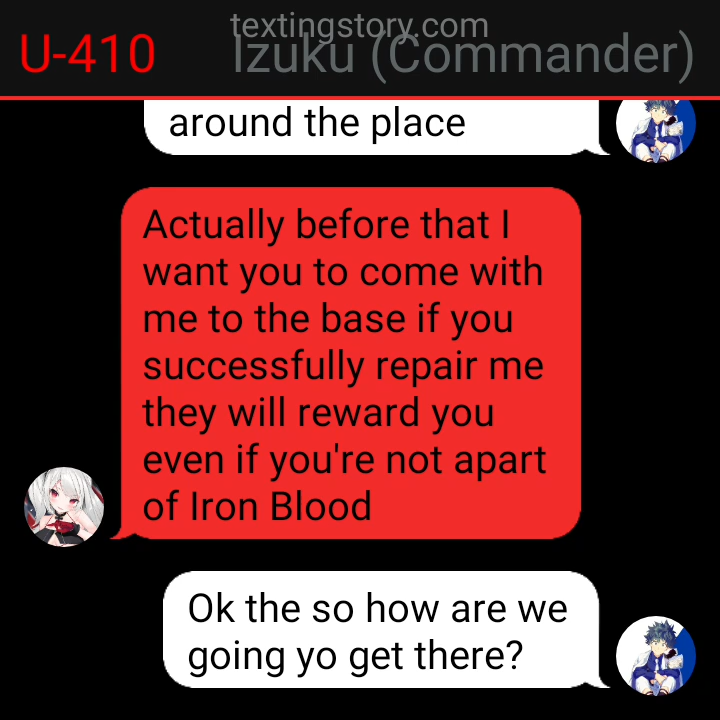 textingstory.com
U-410 Izuku (Commander)
around the place
Actually before that I
want you to come with
me to the base if you
successfully repair me
they will reward you
even if you're not apart
of Iron Blood
Ok the so how are we
going yo get there?